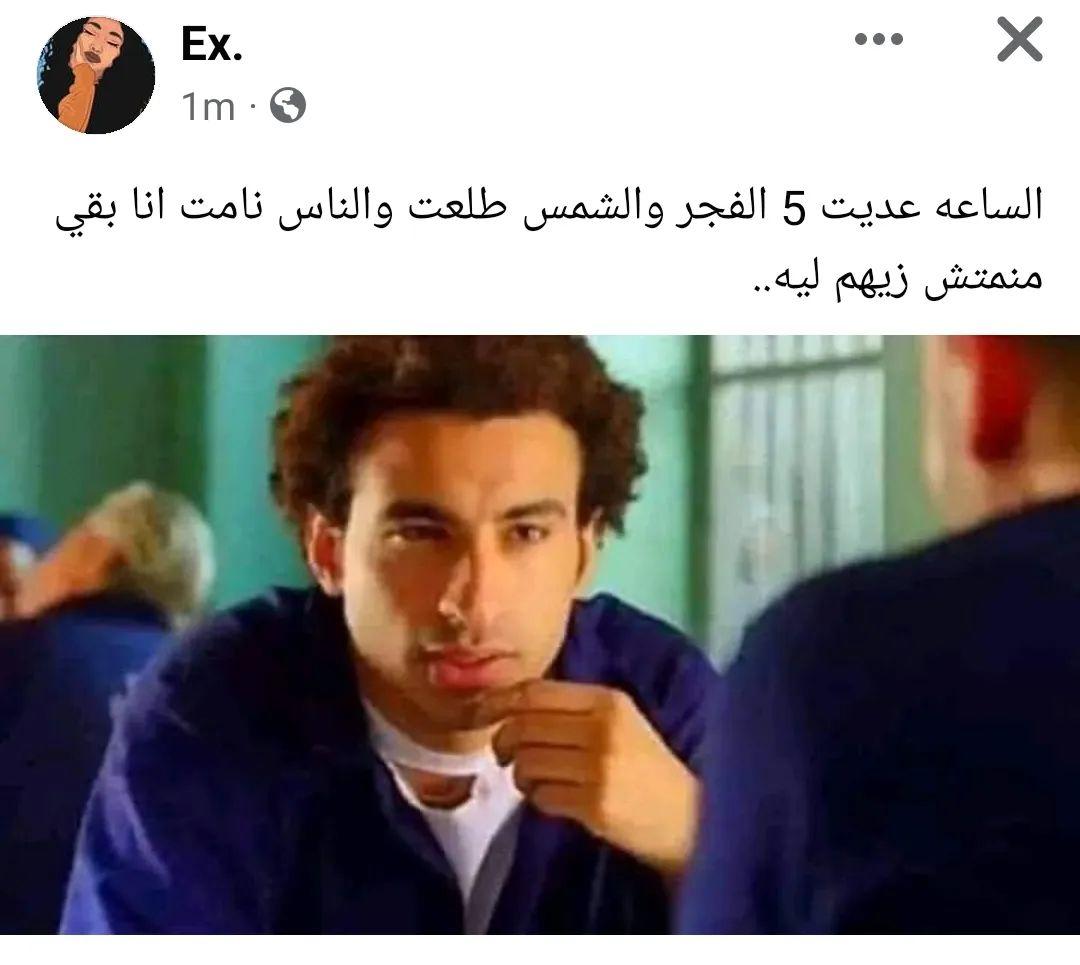 Ex.
1m ·
الساعه عديت 5 الفجر والشمس طلعت والناس نامت انا بقي
منمتش زيهم ليه..